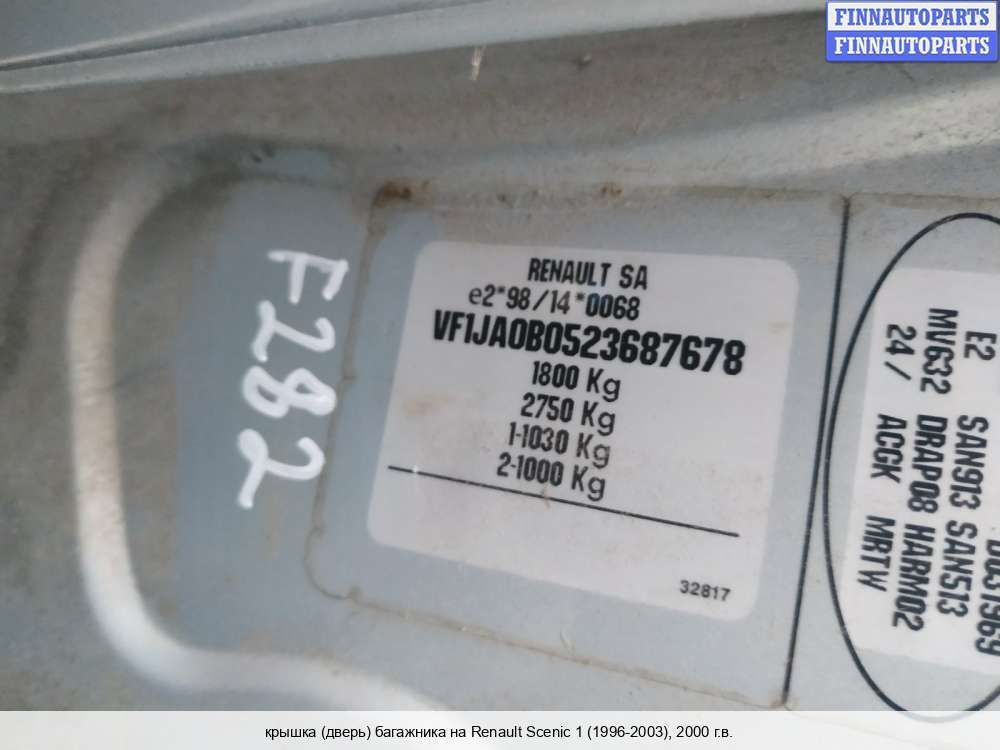 FINNAUTOPARTS
FINNAUTOPARTS
F282
RENAULT SA
e2*98/14*0068
VF1JA0B0523687678
1800 Kg
2750 Kg
1-1030 Kg
2-1000 Kg
32817
E2
MV632
24/
SAN913 SAN513
DRAP08 HARM02
ACGK MRTW
крышка (дверь) багажника на Renault Scenic 1 (1996-2003), 2000 г.в.